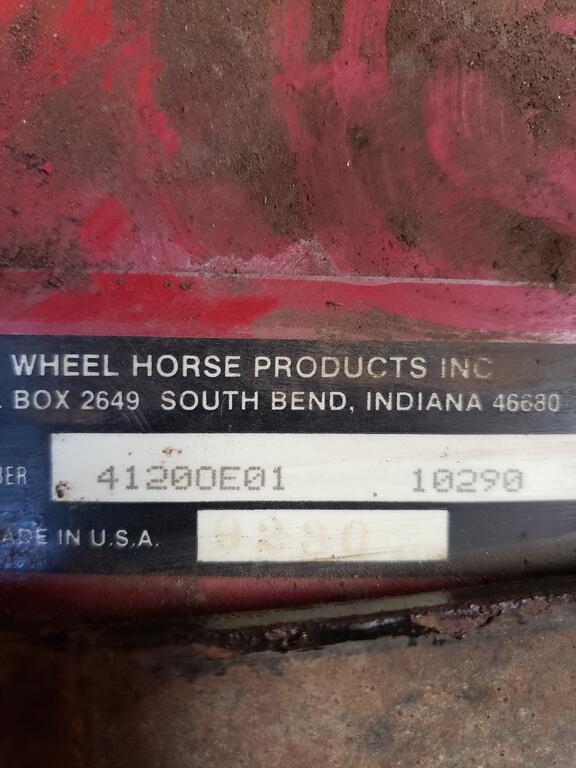 WHEEL HORSE PRODUCTS INC
BOX 2649 SOUTH BEND, INDIANA 46680
BER 41200E01 10290
ADE IN U.S.A.